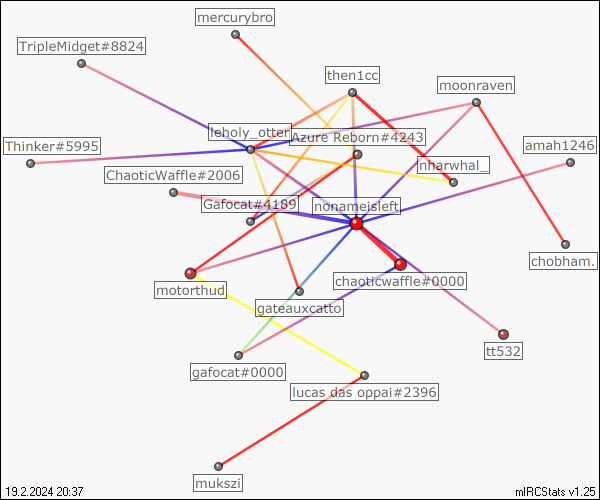 mercurybro
TripleMidget#8824
then1cc
moonraven
leholy_otter
Azure Reborn#4243
Thinker#5995
amah1246
nharwhal_
ChaoticWaffle#2006
Gafocat#4189
nonameisleft
chobham.
chaoticwaffle#0000
motorthud
gateauxcatto
tt532
gafocat#0000
lucas das oppai#2396
mukszi
19.2.2024 20:37
mIRCStats v1.25